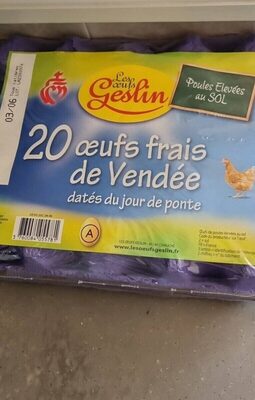 03/06
Les
œufs
Geslin
Poules Elevées
au SOL
20 œufs frais
de Vendée
datés du jour de ponte
A
www.lesoeufsgeslin.fr